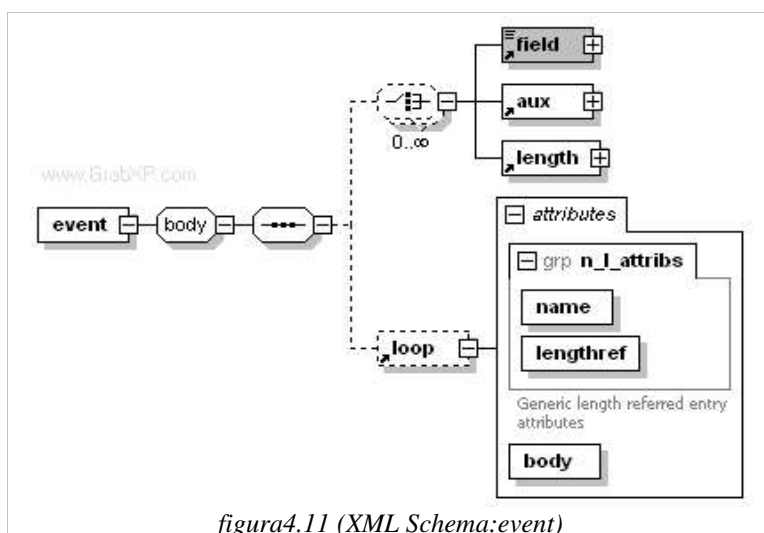 field
aux
0..∞
length
www.GrabXP.com
event
body
attributes
grp n_l_attribs
name
lengthref
Generic length referred entry
attributes
body
loop
figura4.11 (XML Schema:event)